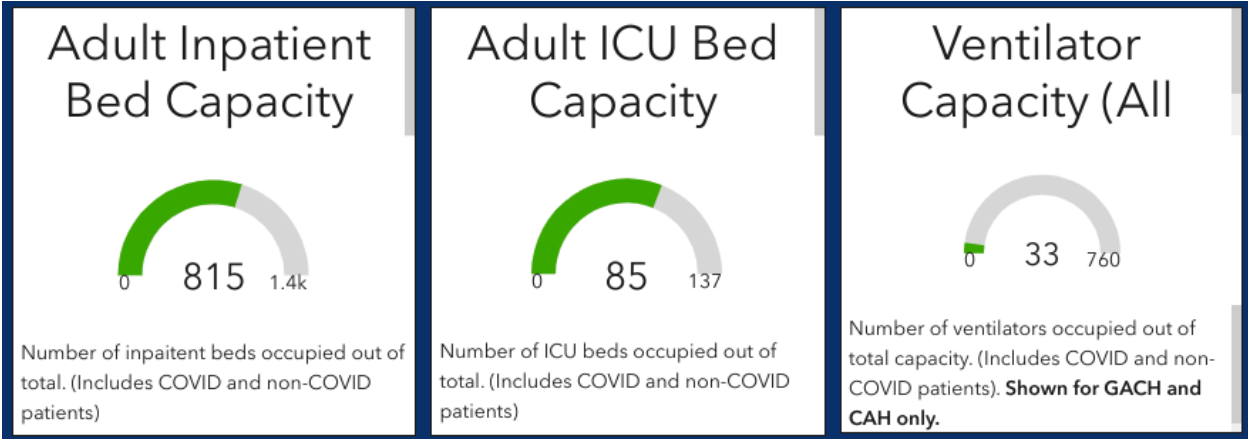 Adult Inpatient
Bed Capacity
815
0
1.4k
Number of inpaitent beds occupied out of
total. (Includes COVID and non-COVID
patients)
Adult ICU Bed
Capacity
85
0
137
Number of ICU beds occupied out of
total. (Includes COVID and non-COVID
patients)
Ventilator
Capacity (All
33
0
760
Number of ventilators occupied out of
total capacity. (Includes COVID and non-
COVID patients). Shown for GACH and
CAH only.